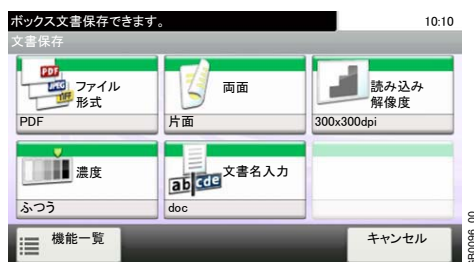 ボックス文書保存できます。 10:10
文書保存
PDF
JPEG
TIFF
ファイル
形式
PDF
両面
片面
読み込み
解像度
300x300dpi
濃度
ふつう
ab cde
文書名入力
doc
機能一覧
キャンセル